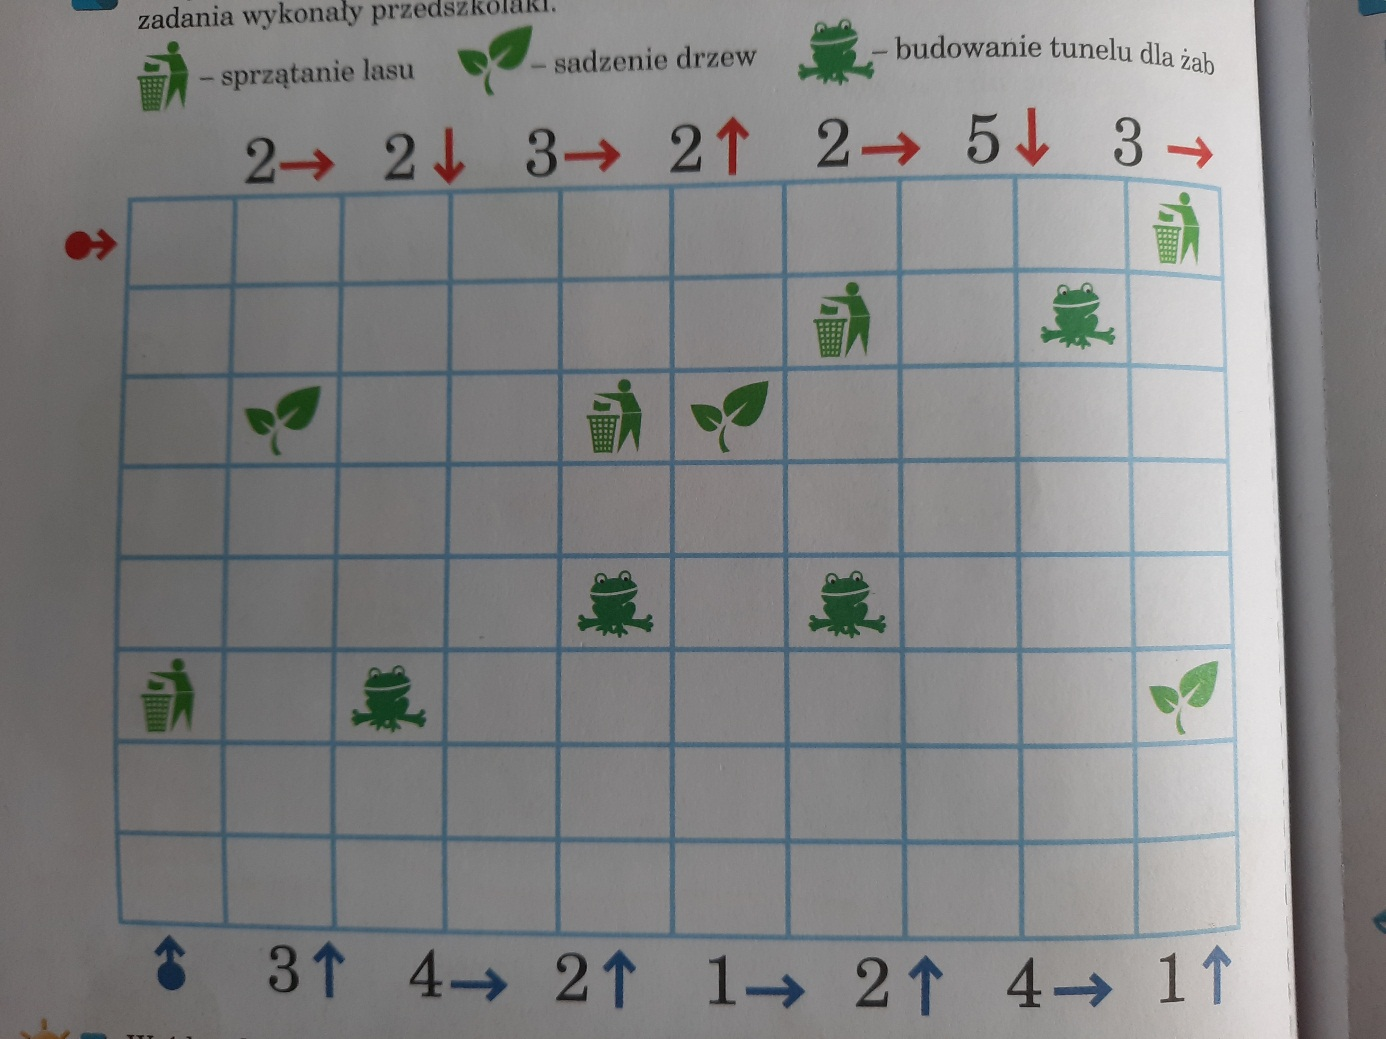 zadania wykonały przedszkolaki.
– sprzątanie lasu – sadzenie drzew – budowanie tunelu dla żab
2→ 2↓ 3→ 2↑ 2→ 5↓ 3→
3↑ 4→ 2↑ 1→ 2↑ 4→ 1↑